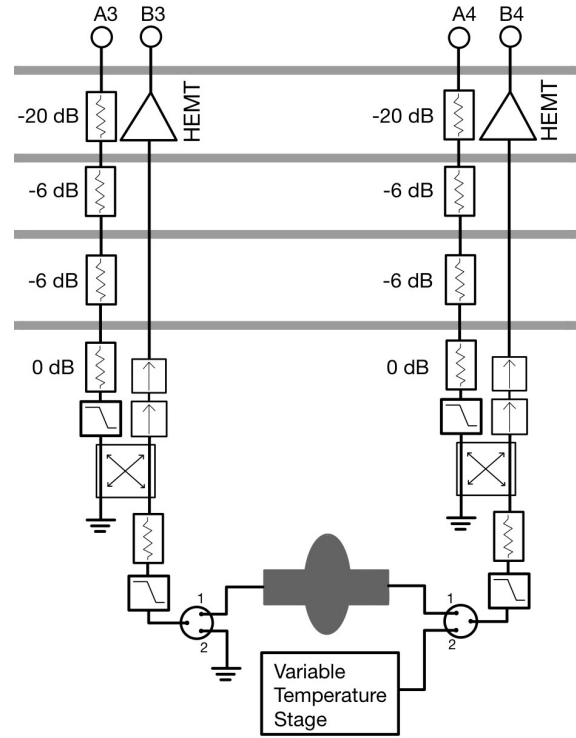 A3 B3 A4 B4
-20 dB HEMT -20 dB HEMT
-6 dB -6 dB
-6 dB -6 dB
0 dB 0 dB
1 1
2 2
Variable
Temperature
Stage